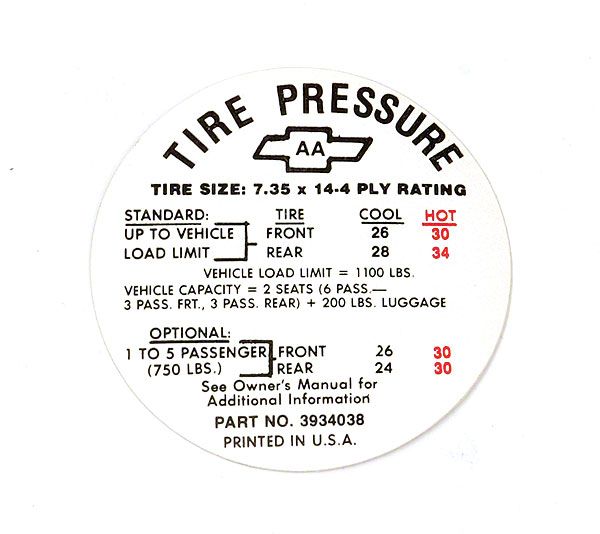 TIRE PRESSURE
AA
TIRE SIZE: 7.35 x 14-4 PLY RATING
STANDARD: TIRE COOL HOT
UP TO VEHICLE FRONT 26 30
LOAD LIMIT REAR 28 34
VEHICLE LOAD LIMIT = 1100 LBS.
VEHICLE CAPACITY = 2 SEATS (6 PASS.—
3 PASS. FRT., 3 PASS. REAR) + 200 LBS. LUGGAGE
OPTIONAL:
1 TO 5 PASSENGER FRONT 26 30
(750 LBS.) REAR 24 30
See Owner's Manual for
Additional Information
PART NO. 3934038
PRINTED IN U.S.A.